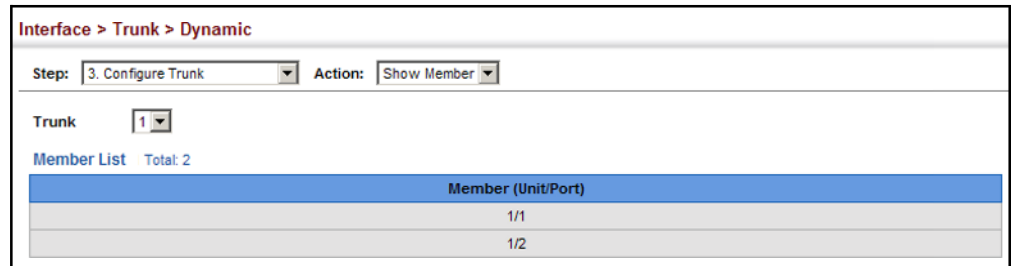 Interface > Trunk > Dynamic
Step: 3. Configure Trunk Action: Show Member
Trunk 1
Member List Total: 2
Member (Unit/Port)
1/1
1/2